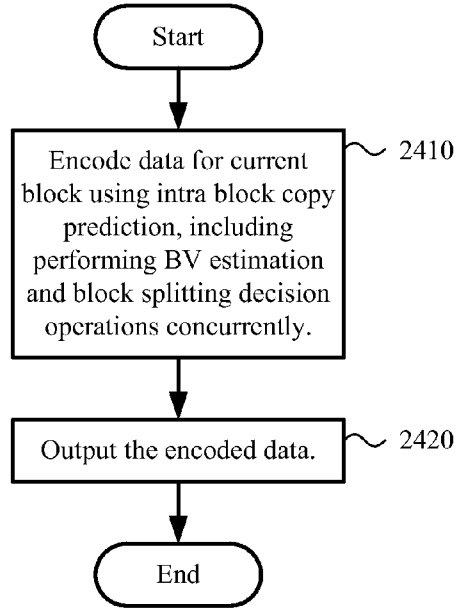 Start
Encode data for current
block using intra block copy
prediction, including
performing BV estimation
and block splitting decision
operations concurrently.
2410
Output the encoded data.
2420
End